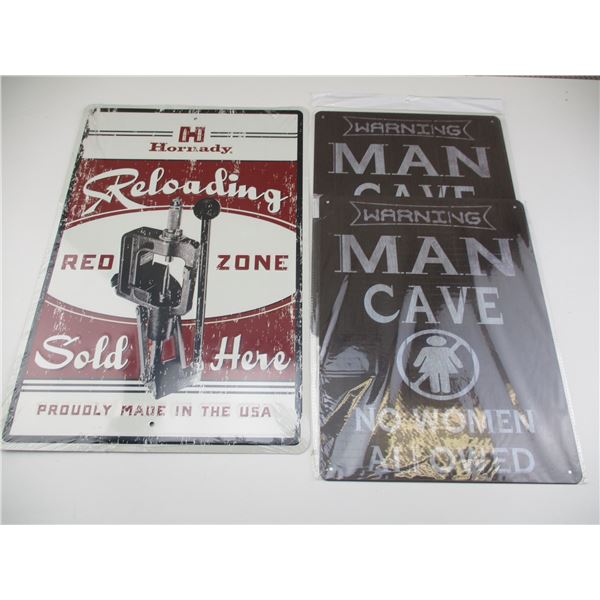 Hornady
Reloading
RED ZONE
Sold Here
PROUDLY MADE IN THE USA
WARNING
MAN
CAVE
WARNING
MAN
CAVE
NO WOMEN
ALLOWED